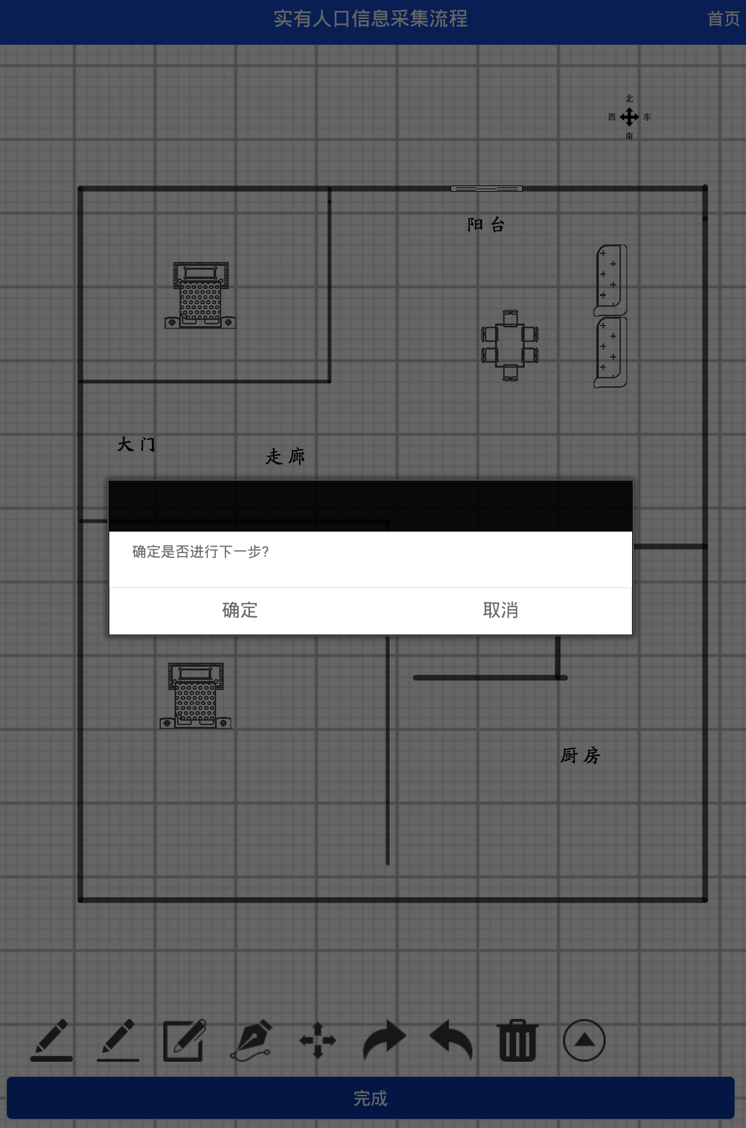 实有人口信息采集流程
首页
北
西 东
南
阳台
大门
走廊
确定是否进行下一步?
确定
取消
厨房
完成